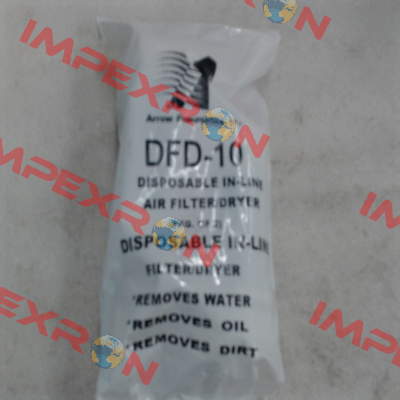 IMPEXRON
Arrow
DFD-10
DISPOSABLE IN-LINE
AIR FILTER/DRYER
DISPOSABLE IN-LINE
FILTER/DRYER
*REMOVES WATER
*REMOVES OIL
*REMOVES DIRT
IMPEXRON
IMPEXRON
IMPEXRON
IMPEXRON